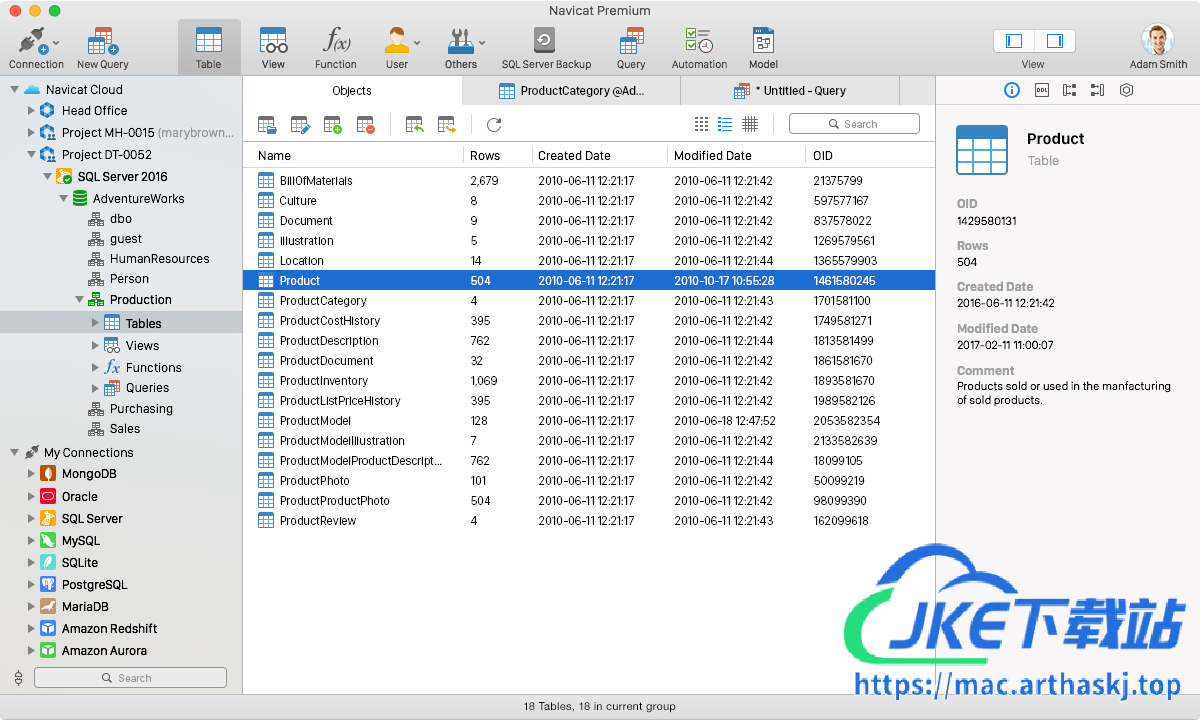 Navicat Premium
Connection
New Query
Table
View
Function
User
Others
SQL Server Backup
Query
Automation
Model
View
Adam Smith
Navicat Cloud
Head Office
Project MH-0015 (marybrown...
Project DT-0052
SQL Server 2016
AdventureWorks
dbo
guest
HumanResources
Person
Production
Tables
Views
Functions
Queries
Purchasing
Sales
My Connections
MongoDB
Oracle
SQL Server
MySQL
SQLite
PostgreSQL
MariaDB
Amazon Redshift
Amazon Aurora
Search
Objects
ProductCategory @Ad...
* Untitled - Query
Search
Name Rows Created Date Modified Date OID
BillOfMaterials 2,679 2010-06-11 12:21:17 2010-06-11 12:21:42 21375799
Culture 8 2010-06-11 12:21:17 2010-06-11 12:21:42 597577167
Document 9 2010-06-11 12:21:17 2010-06-11 12:21:42 837578022
Illustration 5 2010-06-11 12:21:17 2010-06-11 12:21:42 1269579561
Location 14 2010-06-11 12:21:17 2010-06-11 12:21:44 1365579903
Product 504 2010-06-11 12:21:17 2010-10-17 10:55:28 1461580245
ProductCategory 4 2010-06-11 12:21:17 2010-06-11 12:21:43 1701581100
ProductCostHistory 395 2010-06-11 12:21:17 2010-06-11 12:21:42 1749581271
ProductDescription 762 2010-06-11 12:21:17 2010-06-11 12:21:44 1813581499
ProductDocument 32 2010-06-11 12:21:17 2010-06-11 12:21:42 1861581670
ProductInventory 1,069 2010-06-11 12:21:17 2010-06-11 12:21:42 1893581670
ProductListPriceHistory 395 2010-06-11 12:21:17 2010-06-11 12:21:42 1989582126
ProductModel 128 2010-06-11 12:21:17 2010-06-18 12:47:52 2053582354
ProductModelIllustration 7 2010-06-11 12:21:17 2010-06-11 12:21:42 2133582639
ProductModelProductDescript... 762 2010-06-11 12:21:17 2010-06-11 12:21:44 18099105
ProductPhoto 101 2010-06-11 12:21:17 2010-06-11 12:21:42 50099219
ProductProductPhoto 504 2010-06-11 12:21:17 2010-06-11 12:21:42 98099390
ProductReview 4 2010-06-11 12:21:17 2010-06-11 12:21:43 162099618
DDL
Product
Table
OID
1429580131
Rows
504
Created Date
2016-06-11 12:21:42
Modified Date
2017-02-11 11:00:07
Comment
Products sold or used in the manfacturing
of sold products.
JKE下载站
https://mac.arthaskj.top
18 Tables, 18 in current group